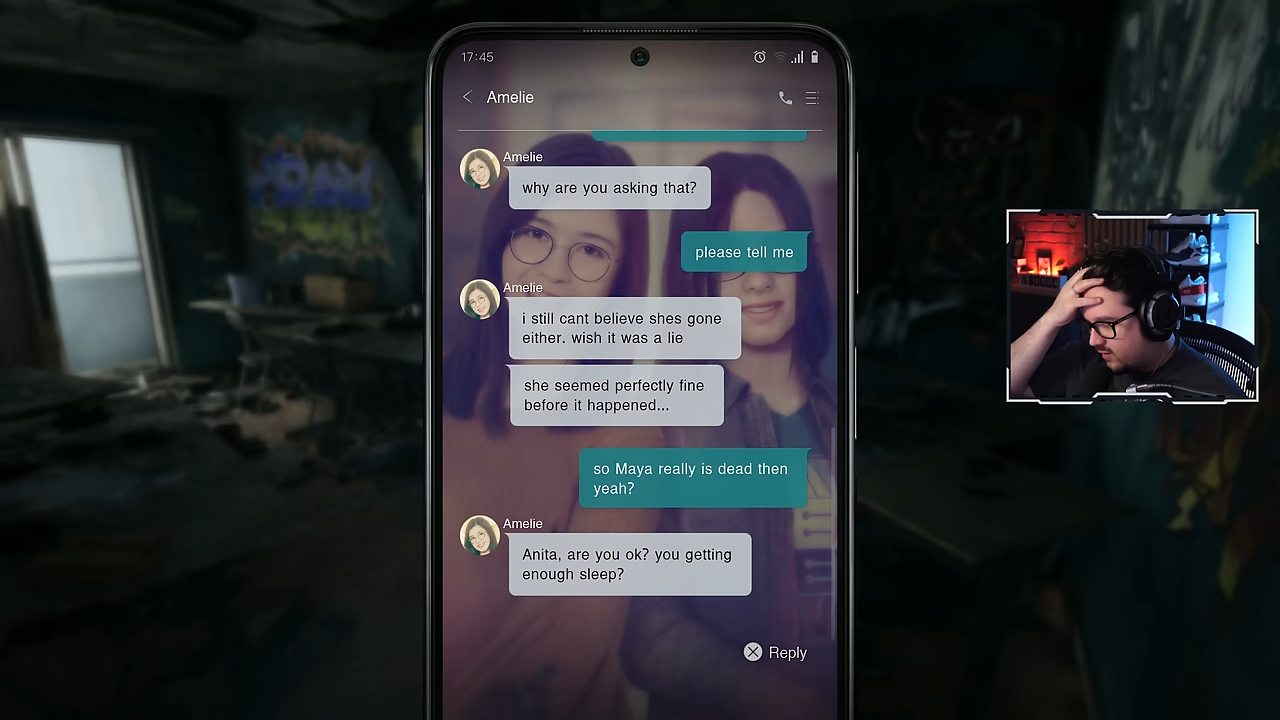 17:45
Amelie
Amelie
why are you asking that?
please tell me
Amelie
i still cant believe shes gone
either. wish it was a lie
she seemed perfectly fine
before it happened...
so Maya really is dead then
yeah?
Amelie
Anita, are you ok? you getting
enough sleep?
Reply